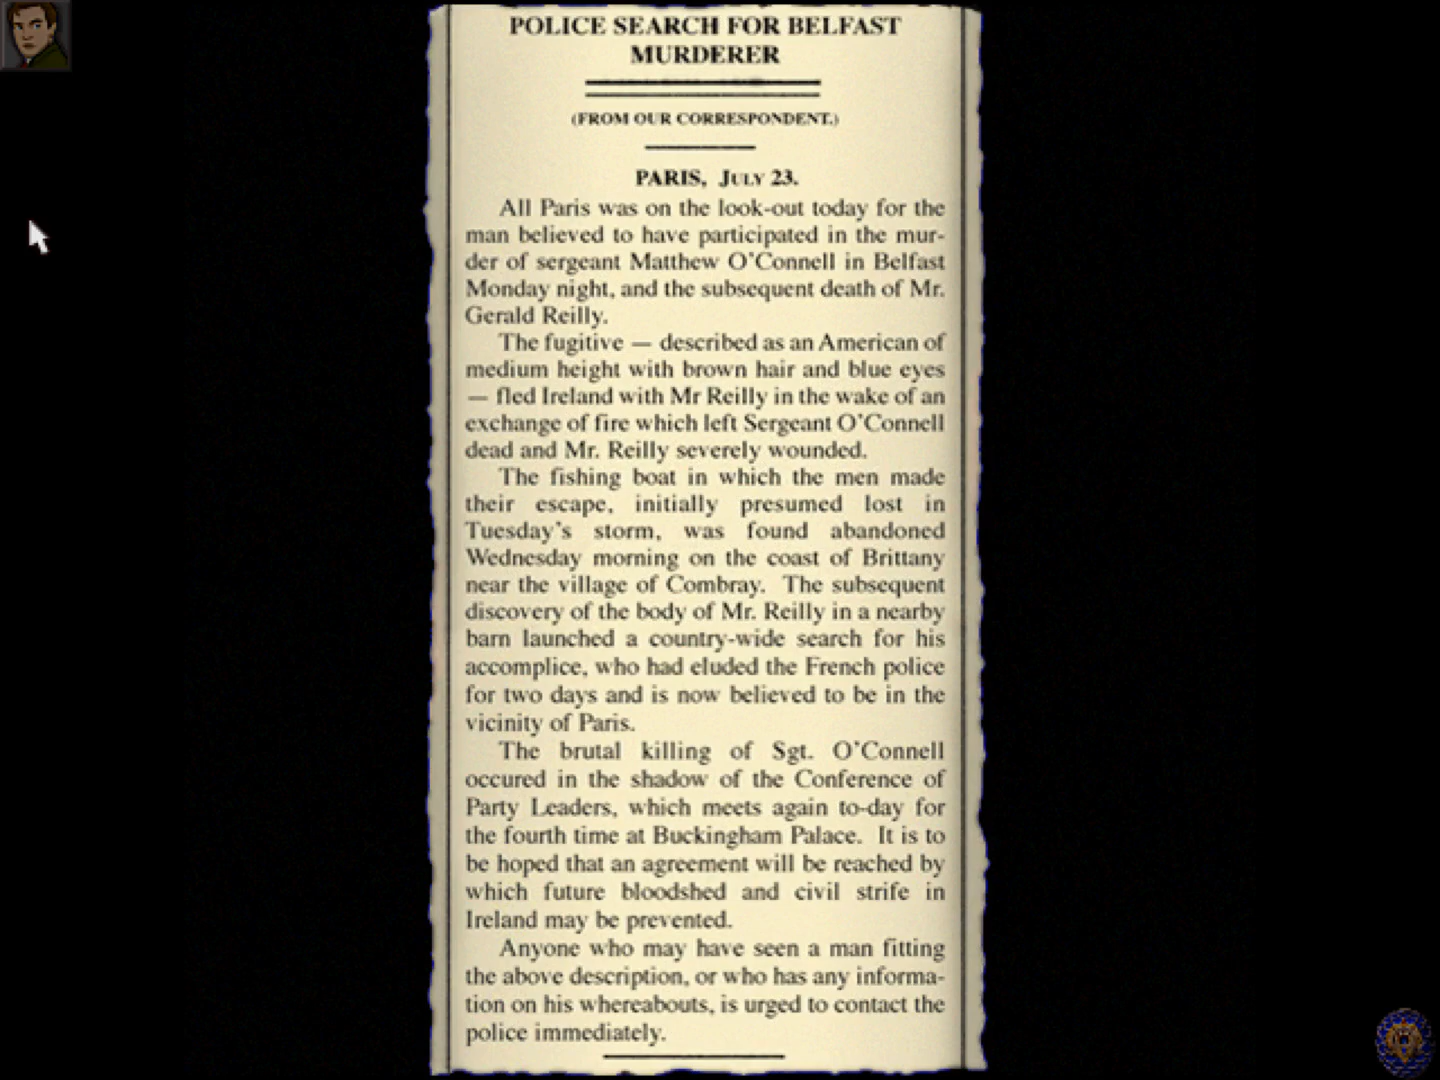 POLICE SEARCH FOR BELFAST
MURDERER
(FROM OUR CORRESPONDENT.)
PARIS, JULY 23.
All Paris was on the look-out today for the
man believed to have participated in the mur-
der of sergeant Matthew O'Connell in Belfast
Monday night, and the subsequent death of Mr.
Gerald Reilly.
The fugitive — described as an American of
medium height with brown hair and blue eyes
— fled Ireland with Mr Reilly in the wake of an
exchange of fire which left Sergeant O'Connell
dead and Mr. Reilly severely wounded.
The fishing boat in which the men made
their escape, initially presumed lost in
Tuesday's storm, was found abandoned
Wednesday morning on the coast of Brittany
near the village of Combray. The subsequent
discovery of the body of Mr. Reilly in a nearby
barn launched a country-wide search for his
accomplice, who had eluded the French police
for two days and is now believed to be in the
vicinity of Paris.
The brutal killing of Sgt. O'Connell
occured in the shadow of the Conference of
Party Leaders, which meets again to-day for
the fourth time at Buckingham Palace. It is to
be hoped that an agreement will be reached by
which future bloodshed and civil strife in
Ireland may be prevented.
Anyone who may have seen a man fitting
the above description, or who has any informa-
tion on his whereabouts, is urged to contact the
police immediately.